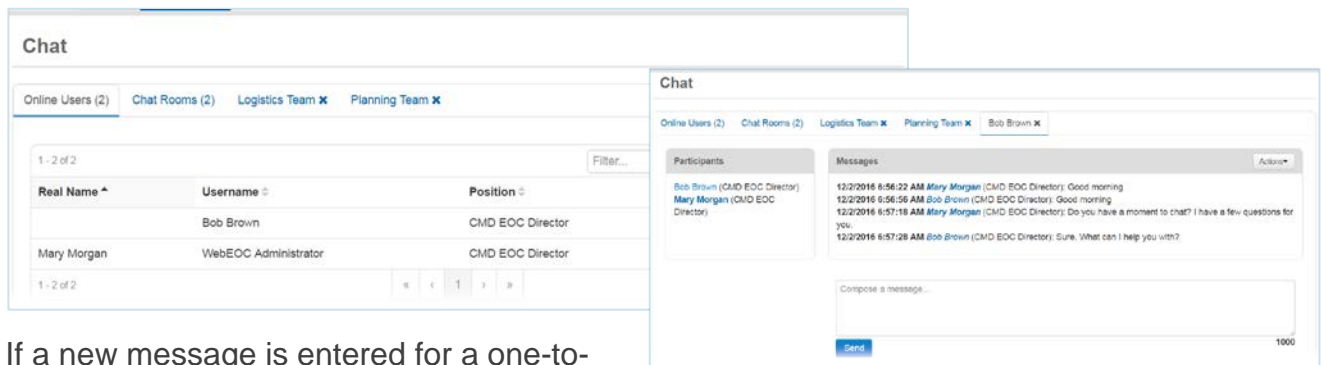 Chat
Online Users (2) Chat Rooms (2) Logistics Team ✖ Planning Team ✖
1 - 2 of 2 Filter...
Real Name Username Position
Bob Brown CMD EOC Director
Mary Morgan WebEOC Administrator CMD EOC Director
1 - 2 of 2 « ‹ 1 › »
Chat
Online Users (2) Chat Rooms (2) Logistics Team ✖ Planning Team ✖ Bob Brown ✖
Participants
Bob Brown (CMD EOC Director)
Mary Morgan (CMD EOC
Director)
Messages Actions
12/2/2016 6:56:22 AM Mary Morgan (CMD EOC Director): Good morning
12/2/2016 6:56:56 AM Bob Brown (CMD EOC Director): Good morning
12/2/2016 6:57:18 AM Mary Morgan (CMD EOC Director): Do you have a moment to chat? I have a few questions for
you.
12/2/2016 6:57:28 AM Bob Brown (CMD EOC Director): Sure. What can I help you with?
Compose a message...
Send 1000
If a new message is entered for a one-to-